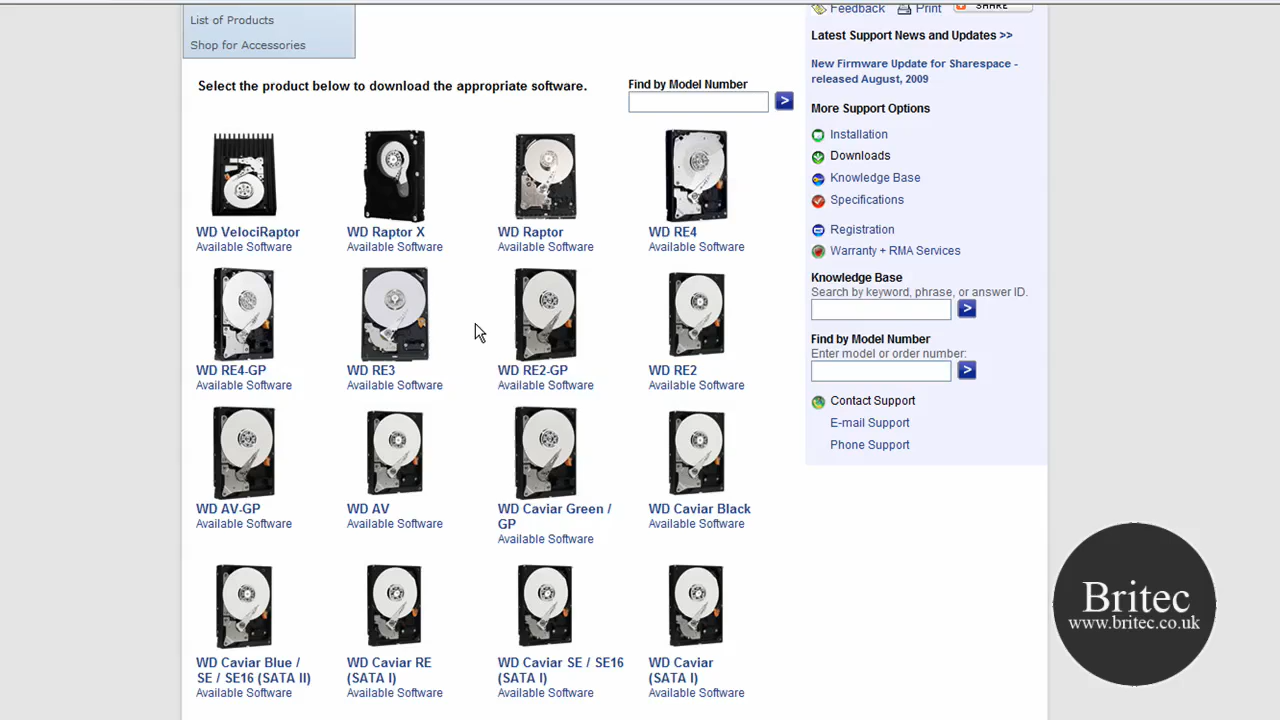 List of Products
Shop for Accessories
Select the product below to download the appropriate software.
Find by Model Number
>
WD VelociRaptor
Available Software
WD Raptor X
Available Software
WD Raptor
Available Software
WD RE4
Available Software
WD RE4-GP
Available Software
WD RE3
Available Software
WD RE2-GP
Available Software
WD RE2
Available Software
WD AV-GP
Available Software
WD AV
Available Software
WD Caviar Green /
GP
Available Software
WD Caviar Black
Available Software
WD Caviar Blue /
SE / SE16 (SATA II)
Available Software
WD Caviar RE
(SATA I)
Available Software
WD Caviar SE / SE16
(SATA I)
Available Software
WD Caviar
(SATA I)
Available Software
Feedback Print SHARE
Latest Support News and Updates >>
New Firmware Update for Sharespace -
released August, 2009
More Support Options
Installation
Downloads
Knowledge Base
Specifications
Registration
Warranty + RMA Services
Knowledge Base
Search by keyword, phrase, or answer ID.
>
Find by Model Number
Enter model or order number:
>
Contact Support
E-mail Support
Phone Support
Britec
www.britec.co.uk